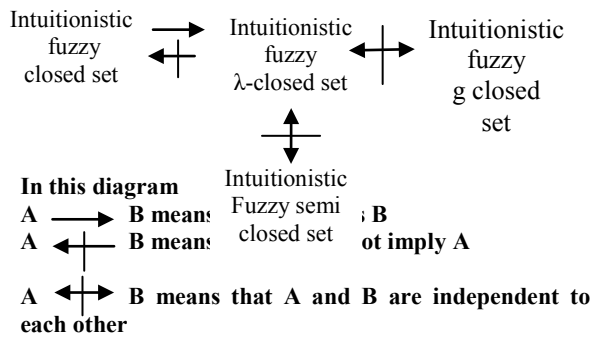 Intuitionistic
fuzzy
closed set
Intuitionistic
fuzzy
λ-closed set
Intuitionistic
fuzzy
g closed
set
Intuitionistic
Fuzzy semi
closed set
In this diagram
A B means B
A B means ot imply A
A B means that A and B are independent to
each other